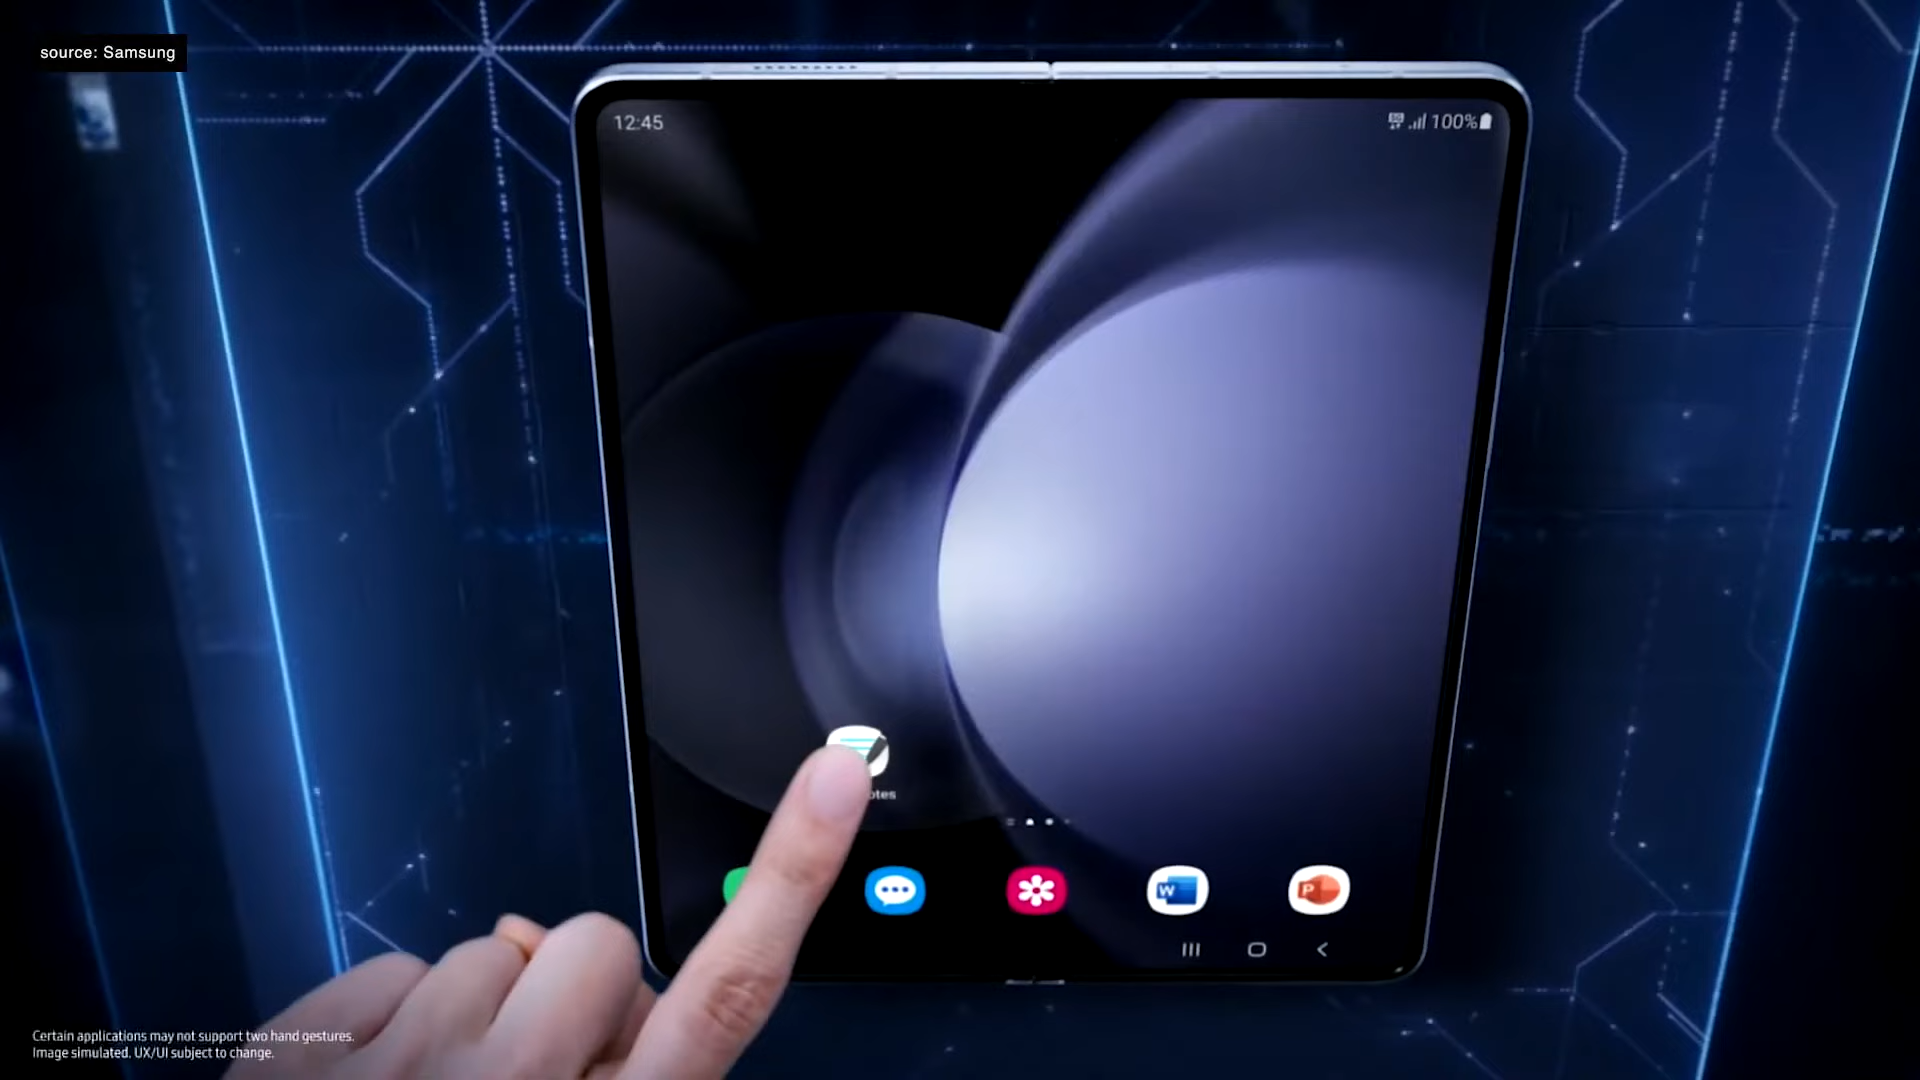 source: Samsung
12:45
100%
otes
W
P
Certain applications may not support two hand gestures.
Image simulated. UX/UI subject to change.